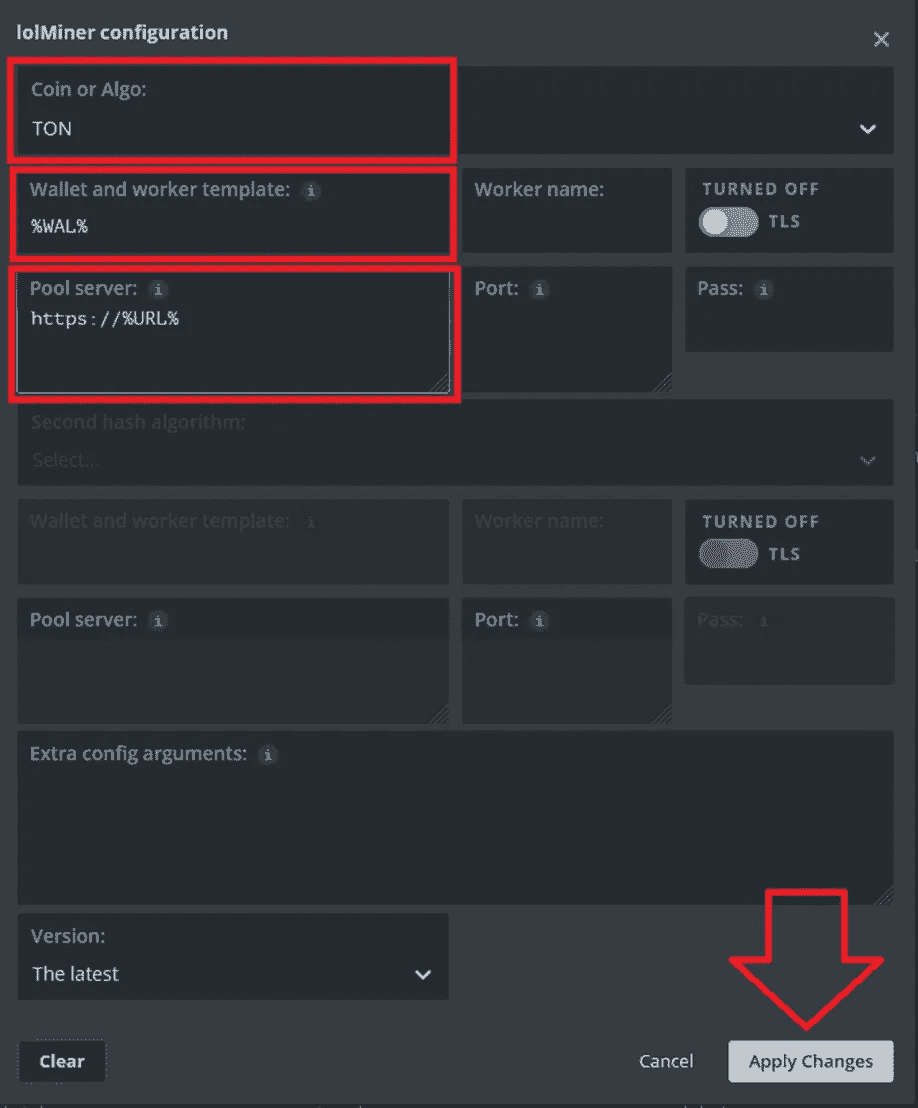 lolMiner configuration
Coin or Algo:
TON
Wallet and worker template:
%WAL%
Worker name:
TURNED OFF
TLS
Pool server:
https://%URL%
Port:
Pass:
Second hash algorithm:
Select...
Wallet and worker template:
Worker name:
TURNED OFF
TLS
Pool server:
Port:
Pass:
Extra config arguments:
Version:
The latest
Clear
Cancel
Apply Changes